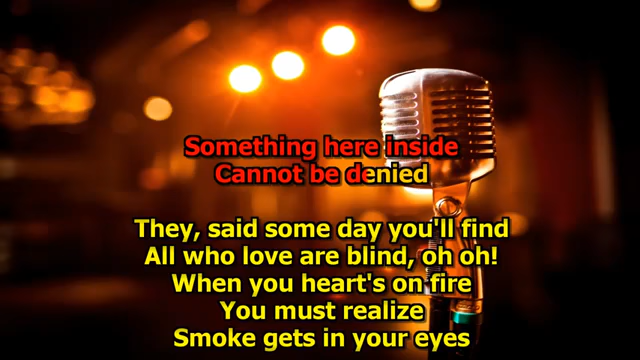 Something here inside
Cannot be denied
They, said some day you'll find
All who love are blind, oh oh!
When you heart's on fire
You must realize
Smoke gets in your eyes